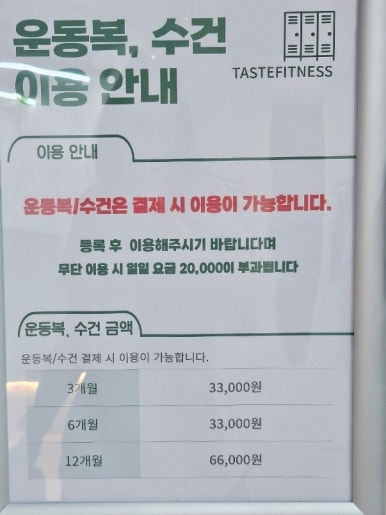 운동복, 수건
이용 안내
TASTEFITNESS
이용 안내
운동복/수건은 결제 시 이용이 가능합니다.
등록 후 이용해주시기 바랍니다며
무단 이용 시 일일 요금 20,000이 부과됩니다
운동복, 수건 금액
운동복/수건 결제 시 이용이 가능합니다.
3개월 33,000원
6개월 33,000원
12개월 66,000원